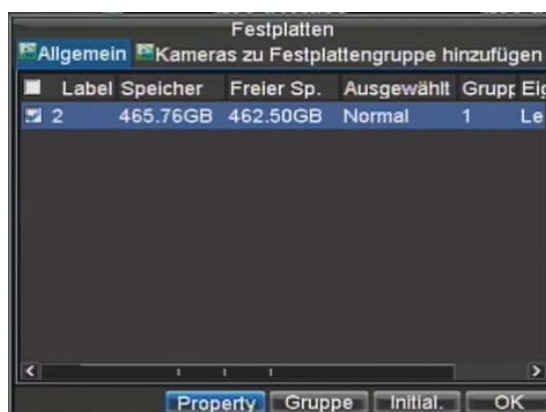 Festplatten
Allgemein Kameras zu Festplattengruppe hinzufügen
Label Speicher Freier Sp. Ausgewählt Grupp Eig
2 465.76GB 462.50GB Normal 1 Le
Property Gruppe Initial. OK